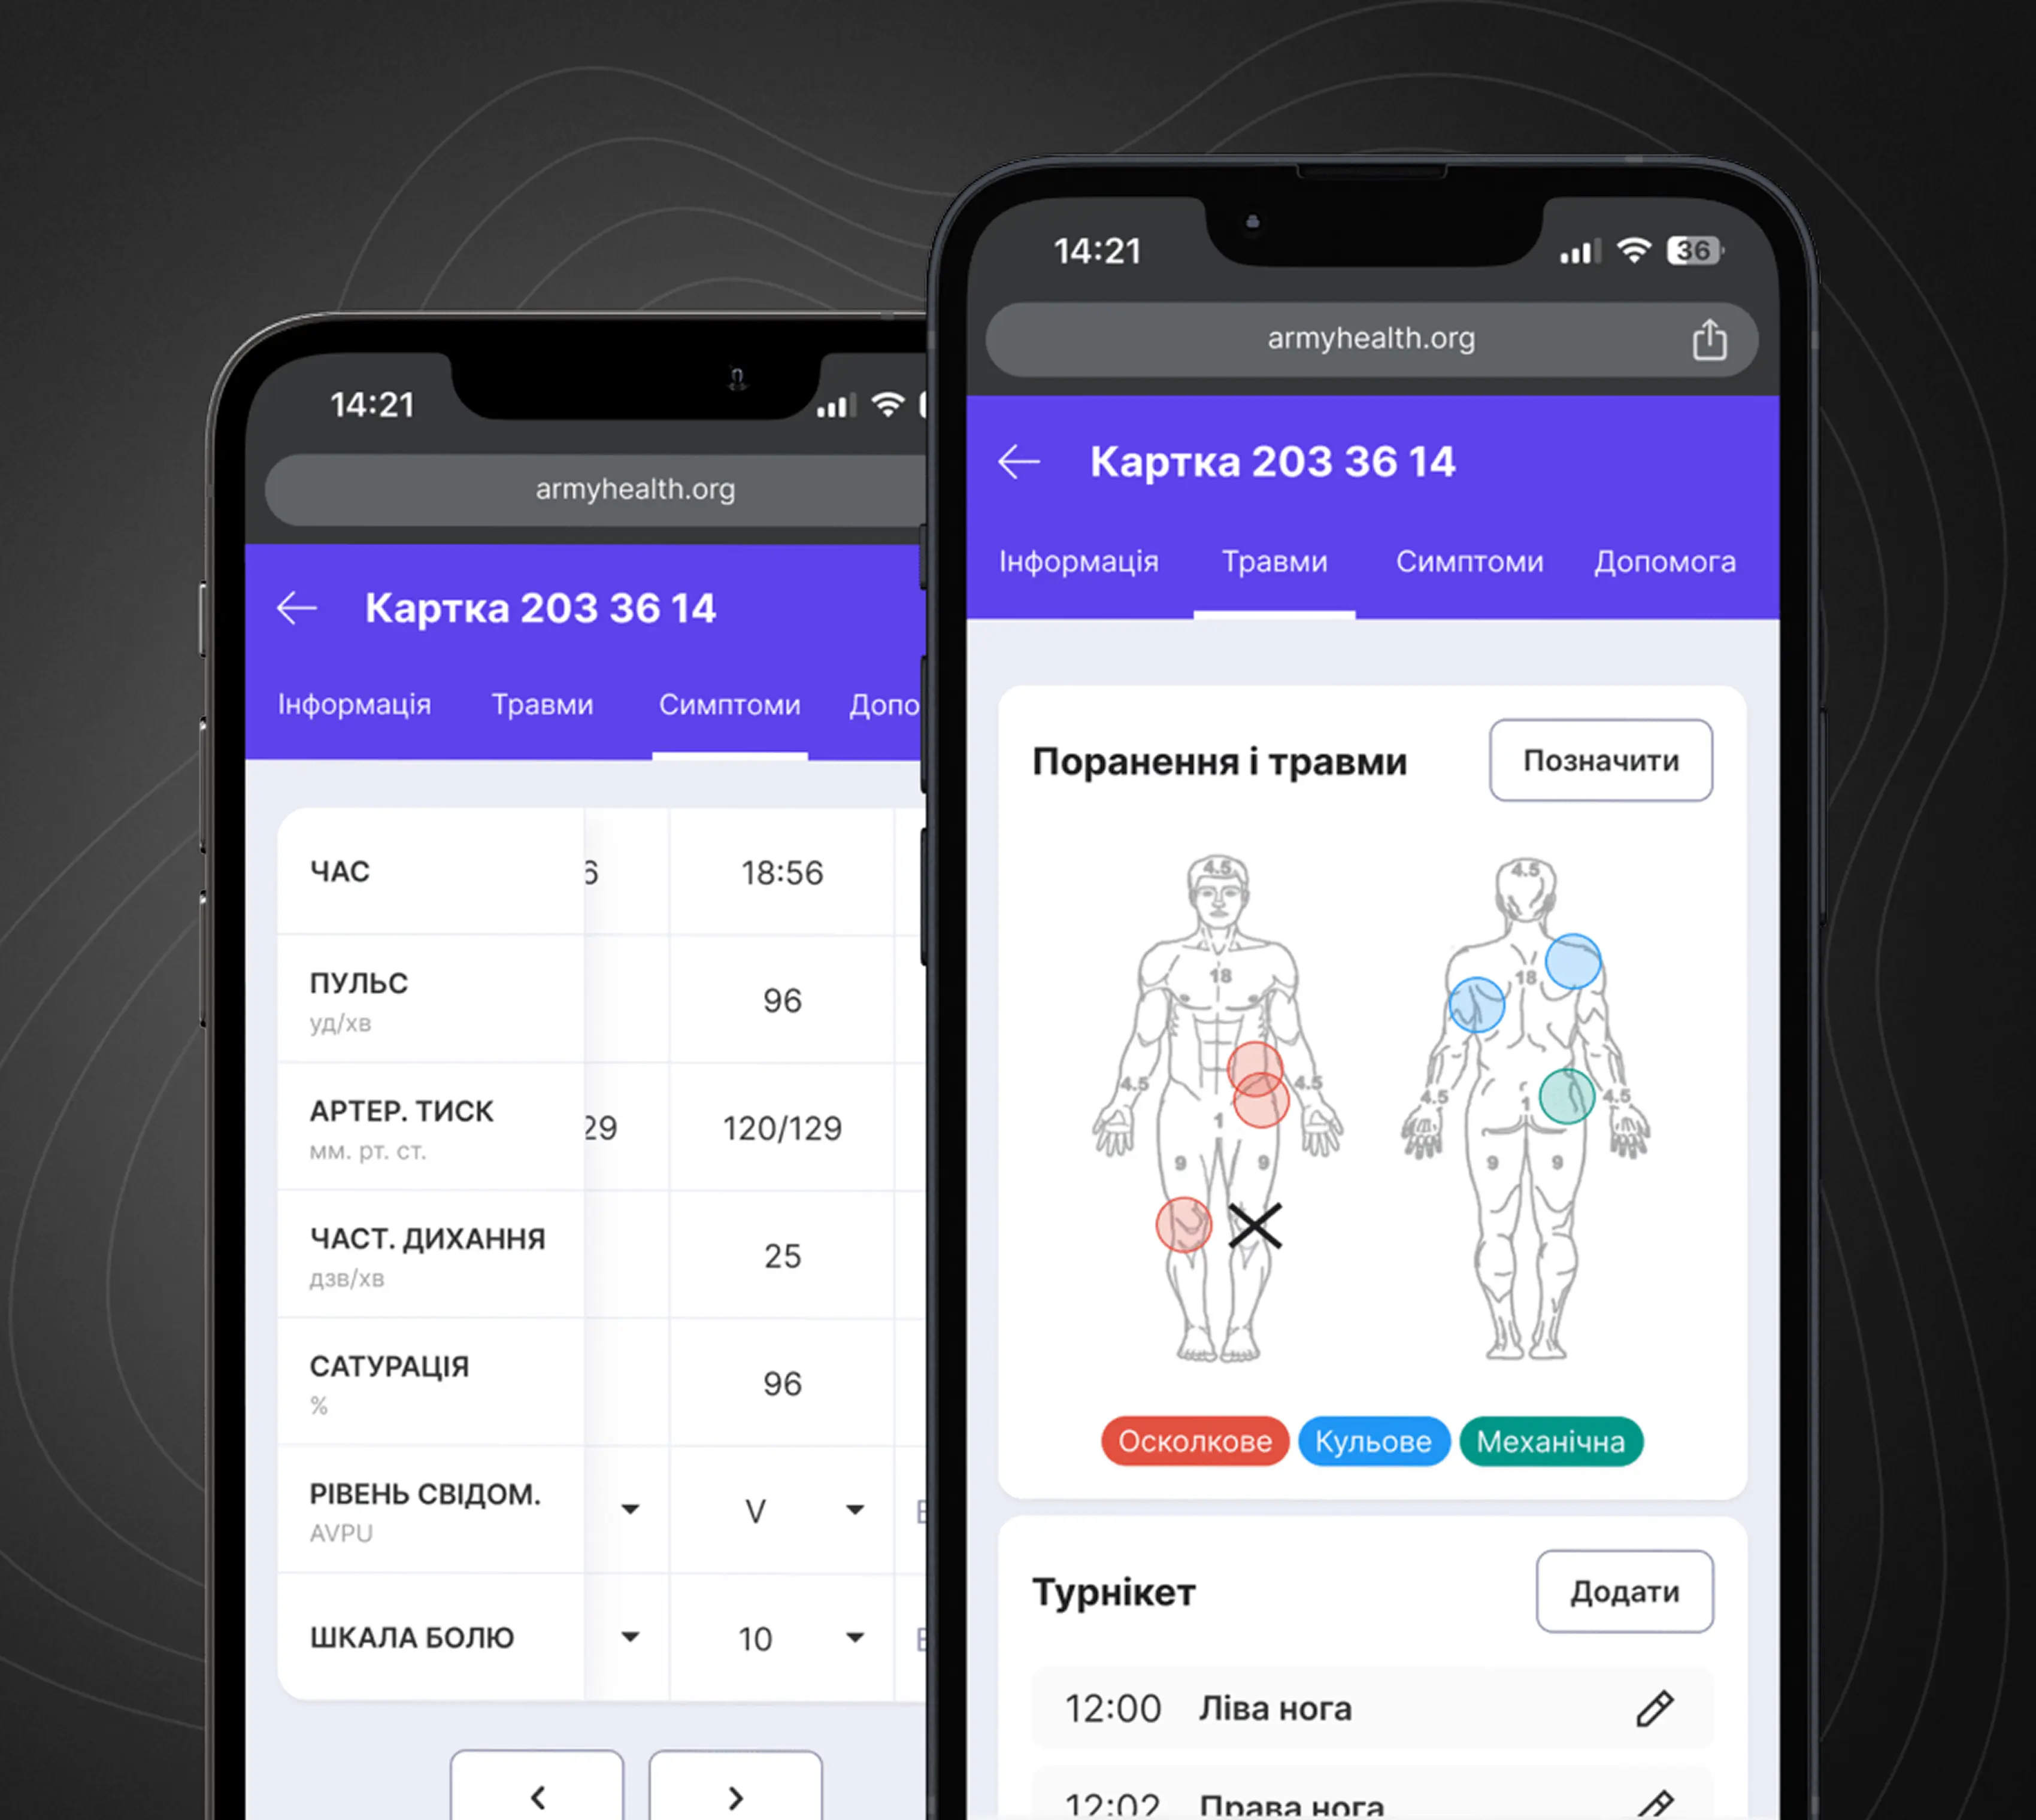 14:21
armyhealth.org
Картка 203 36 14
Інформація Травми Симптоми Допо
ЧАС 6 18:56
ПУЛЬС 96
уд/хв
АРТЕР. ТИСК 29 120/129
мм. рт. ст.
ЧАСТ. ДИХАННЯ 25
дзв/хв
САТУРАЦІЯ 96
%
РІВЕНЬ СВІДОМ. V
AVPU
ШКАЛА БОЛЮ 10
14:21 36
armyhealth.org
Картка 203 36 14
Інформація Травми Симптоми Допомога
Поранення і травми Позначити
4.5 4.5
18 18
4.5 4.5 4.5 4.5
1 1
9 9 9 9
Осколкове Кульове Механічна
Турнікет Додати
12:00 Ліва нога
12:02 Права нога